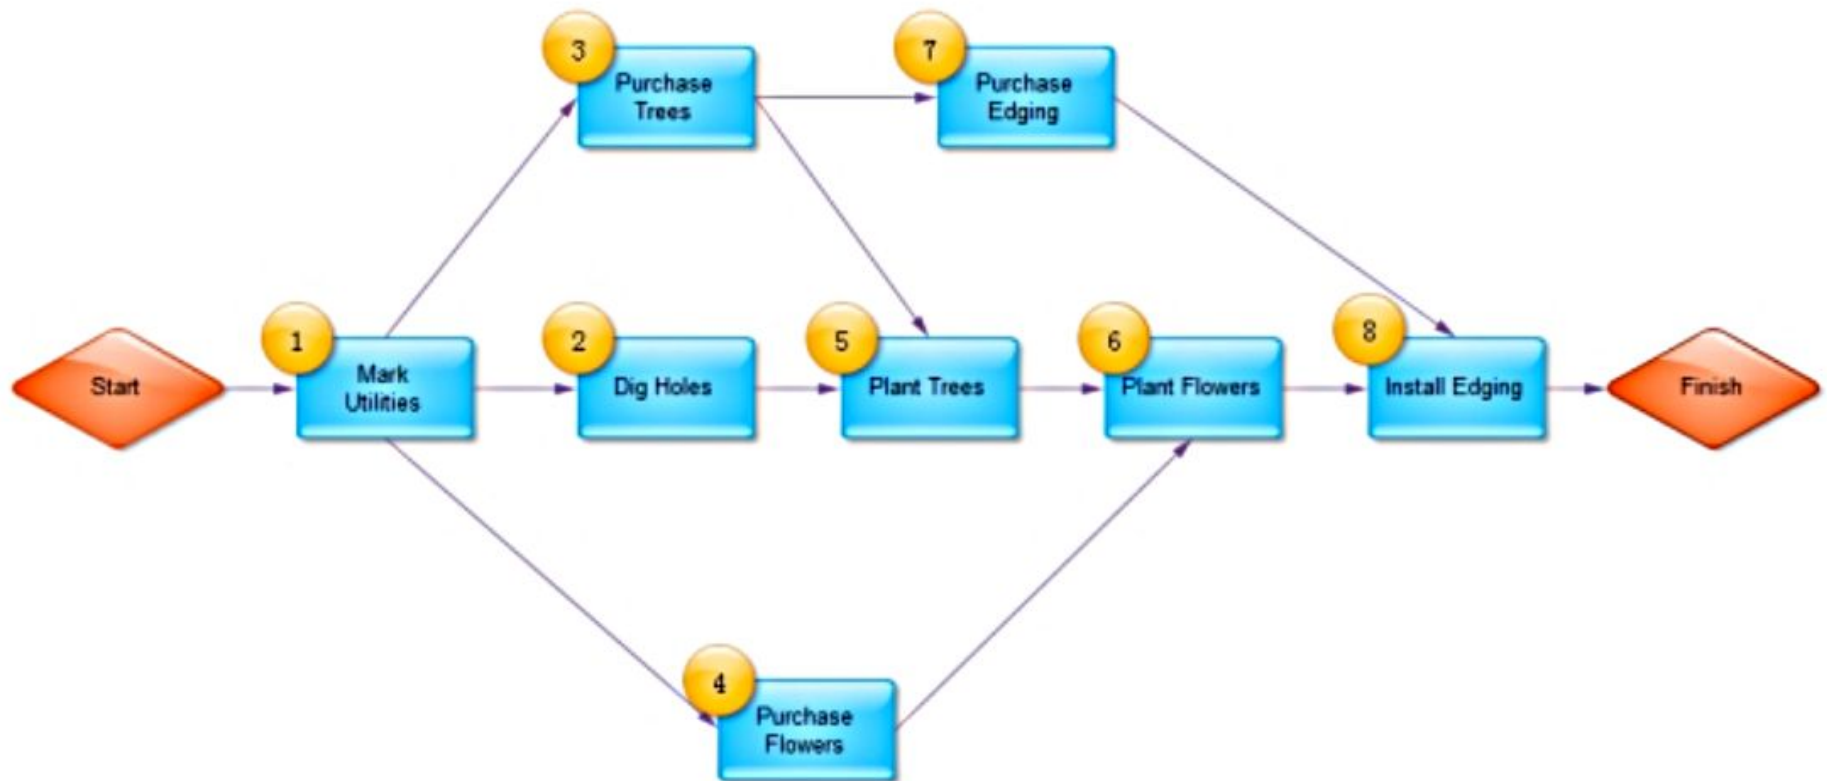 3
Purchase
Trees
7
Purchase
Edging
Start
1
Mark
Utilities
2
Dig Holes
5
Plant Trees
6
Plant Flowers
8
Install Edging
Finish
4
Purchase
Flowers